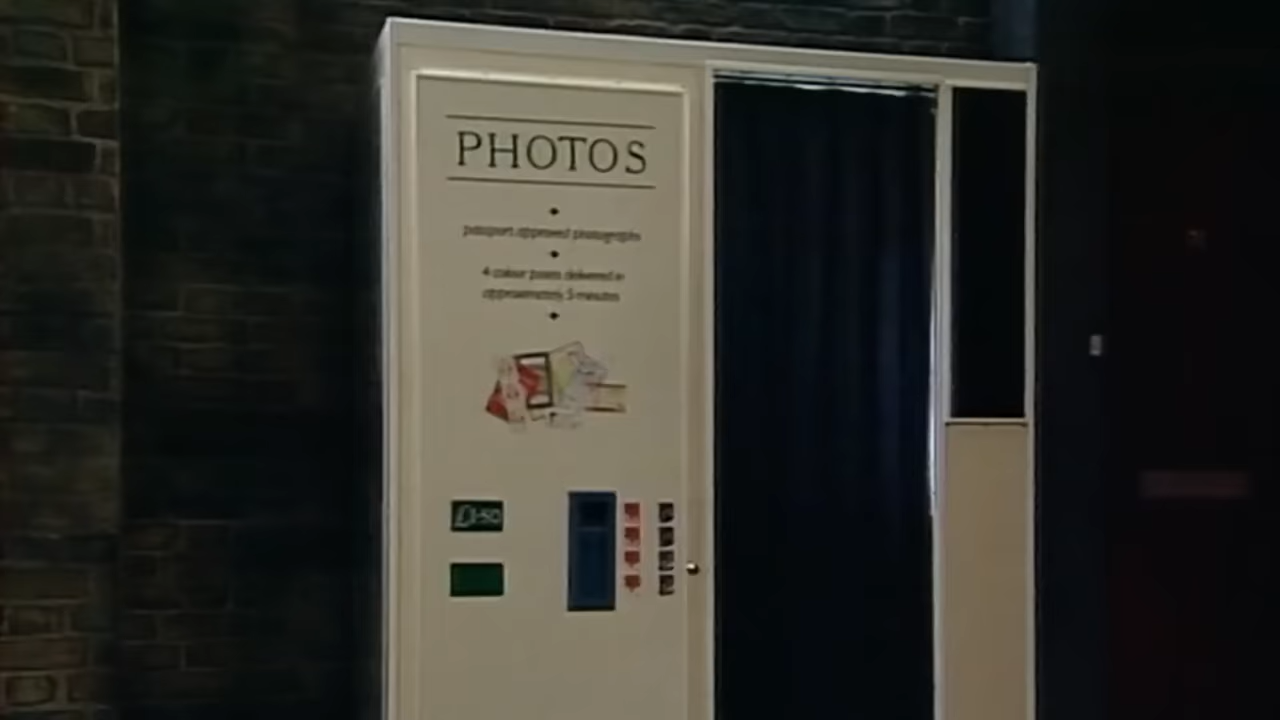 PHOTOS
passport approved photographs
4 colour prints delivered in
approximately 5 minutes
£1.50